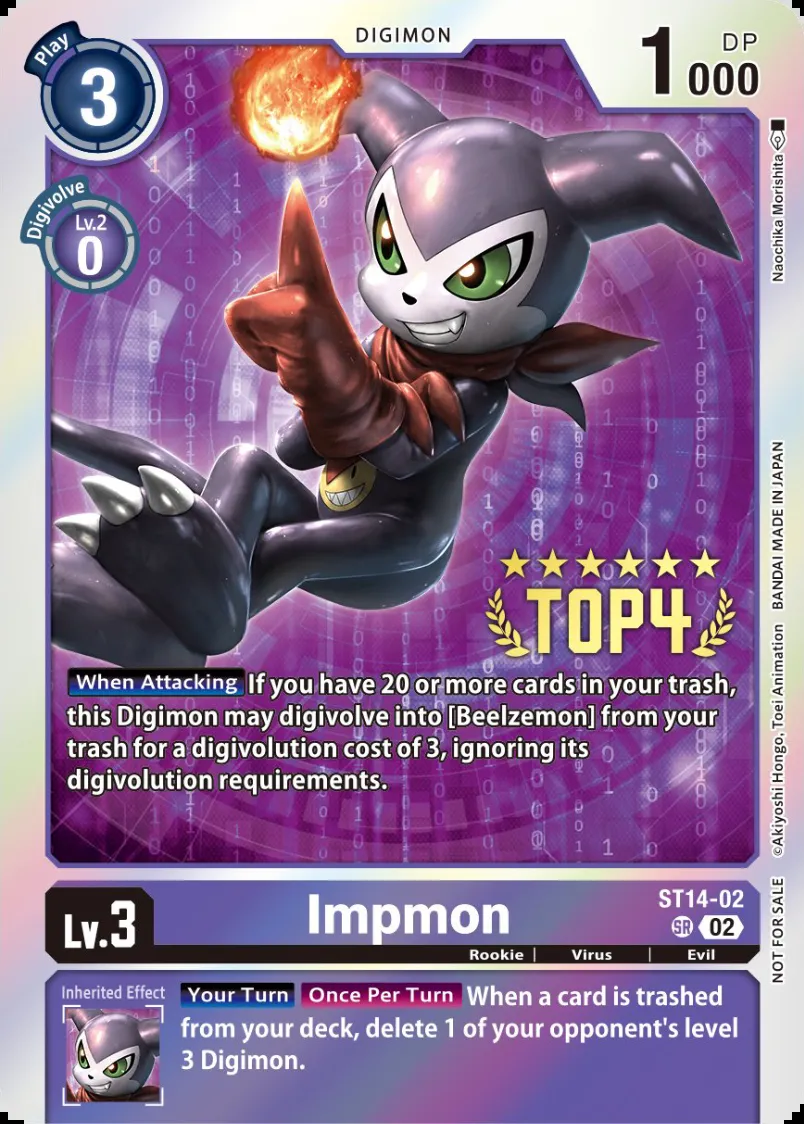 DIGIMON
Play
3
1000
DP
Digivolve
Lv.2
0
Naochika Morishita
TOP4
When Attacking If you have 20 or more cards in your trash,
this Digimon may digivolve into [Beelzemon] from your
trash for a digivolution cost of 3, ignoring its
digivolution requirements.
©Akiyoshi Hongo, Toei Animation BANDAI MADE IN JAPAN
NOT FOR SALE
Lv.3
Impmon
ST14-02
SR 02
Rookie | Virus | Evil
Inherited Effect
Your Turn Once Per Turn When a card is trashed
from your deck, delete 1 of your opponent's level
3 Digimon.